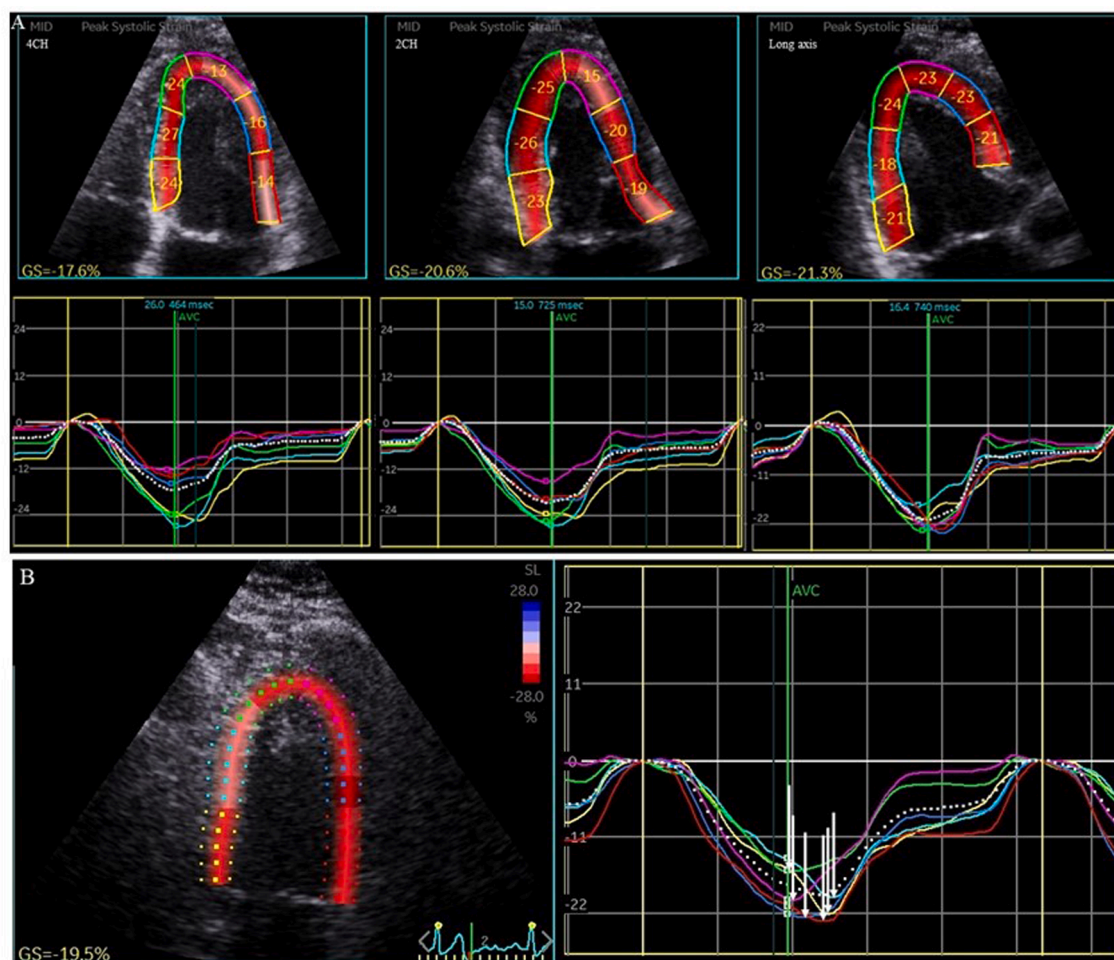 A
MID Peak Systolic Strain
4CH
24
-13
-27
-16
-24
-14
GS=-17.6%
MID Peak Systolic Strain
2CH
-25
-15
-26
-20
-23
-19
GS=-20.6%
MID Peak Systolic Strain
Long axis
-23
-24
-23
-21
-18
-21
GS=-21.3%
26.0 464 msec
AVC
24
12
0
-12
-24
15.0 725 msec
AVC
24
12
0
-12
-24
16.4 740 msec
AVC
22
11
0
-11
-22
B
SL
28.0
-28.0
%
2
GS=-19.5%
AVC
22
11
0
-11
-22